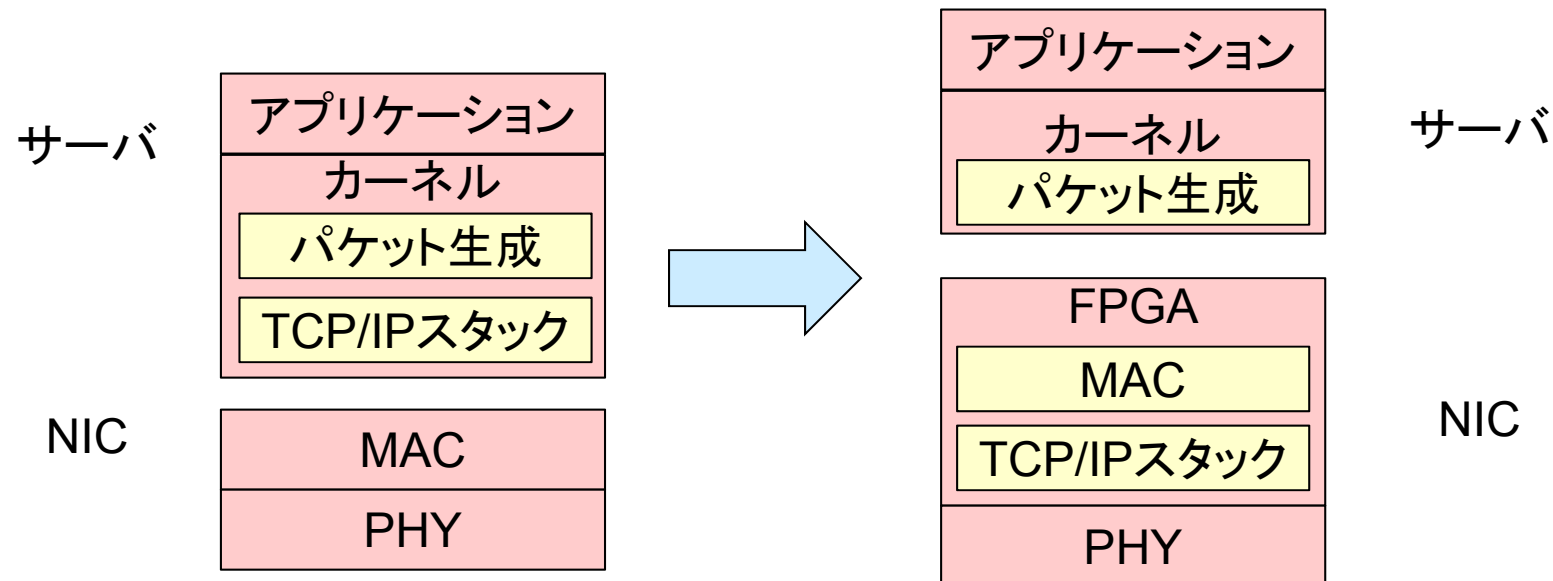 サーバ
アプリケーション
カーネル
パケット生成
TCP/IPスタック
NIC
MAC
PHY
アプリケーション
カーネル
パケット生成
サーバ
FPGA
MAC
TCP/IPスタック
PHY
NIC